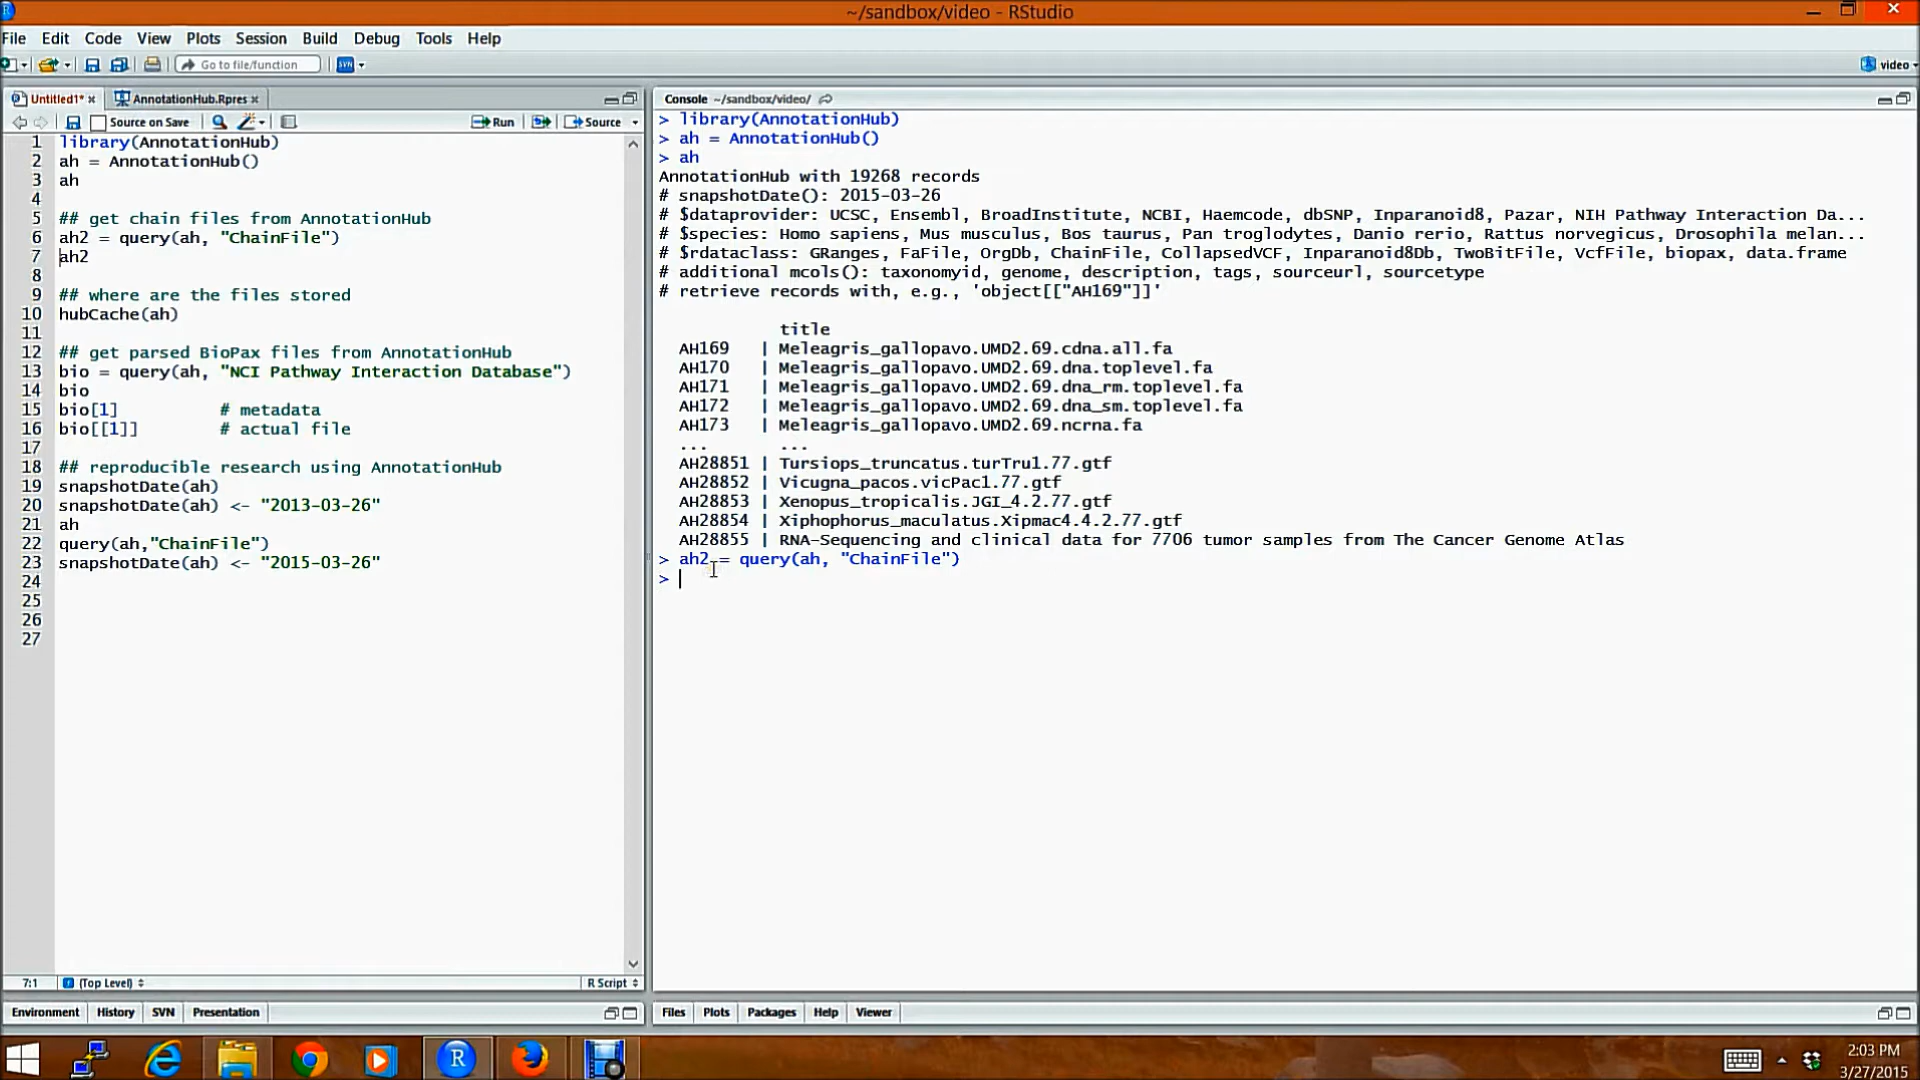 ~/sandbox/video - RStudio
File Edit Code View Plots Session Build Debug Tools Help
Go to file/function
SVN
video
Untitled1* AnnotationHub.Rpres
Source on Save Run Source
1 library(AnnotationHub)
2 ah = AnnotationHub()
3 ah
4
5 ## get chain files from AnnotationHub
6 ah2 = query(ah, "ChainFile")
7 ah2
8
9 ## where are the files stored
10 hubCache(ah)
11
12 ## get parsed BioPax files from AnnotationHub
13 bio = query(ah, "NCI Pathway Interaction Database")
14 bio
15 bio[1] # metadata
16 bio[[1]] # actual file
17
18 ## reproducible research using AnnotationHub
19 snapshotDate(ah)
20 snapshotDate(ah) <- "2013-03-26"
21 ah
22 query(ah,"ChainFile")
23 snapshotDate(ah) <- "2015-03-26"
24
25
26
27
7:1 (Top Level) R Script
Environment History SVN Presentation
Console ~/sandbox/video/
> library(AnnotationHub)
> ah = AnnotationHub()
> ah
AnnotationHub with 19268 records
# snapshotDate(): 2015-03-26
# $dataprovider: UCSC, Ensembl, BroadInstitute, NCBI, Haemcode, dbSNP, Inparanoid8, Pazar, NIH Pathway Interaction Da...
# $species: Homo sapiens, Mus musculus, Bos taurus, Pan troglodytes, Danio rerio, Rattus norvegicus, Drosophila melan...
# $rdataclass: GRanges, FaFile, OrgDb, ChainFile, CollapsedVCF, Inparanoid8Db, TwoBitFile, VcfFile, biopax, data.frame
# additional mcols(): taxonomyid, genome, description, tags, sourceurl, sourcetype
# retrieve records with, e.g., 'object[["AH169"]]'
title
AH169 | Meleagris_gallopavo.UMD2.69.cdna.all.fa
AH170 | Meleagris_gallopavo.UMD2.69.dna.toplevel.fa
AH171 | Meleagris_gallopavo.UMD2.69.dna_rm.toplevel.fa
AH172 | Meleagris_gallopavo.UMD2.69.dna_sm.toplevel.fa
AH173 | Meleagris_gallopavo.UMD2.69.ncrna.fa
... ...
AH28851 | Tursiops_truncatus.turTru1.77.gtf
AH28852 | Vicugna_pacos.vicPac1.77.gtf
AH28853 | Xenopus_tropicalis.JGI_4.2.77.gtf
AH28854 | Xiphophorus_maculatus.Xipmac4.4.2.77.gtf
AH28855 | RNA-Sequencing and clinical data for 7706 tumor samples from The Cancer Genome Atlas
> ah2 = query(ah, "ChainFile")
>
Files Plots Packages Help Viewer
2:03 PM
3/27/2015